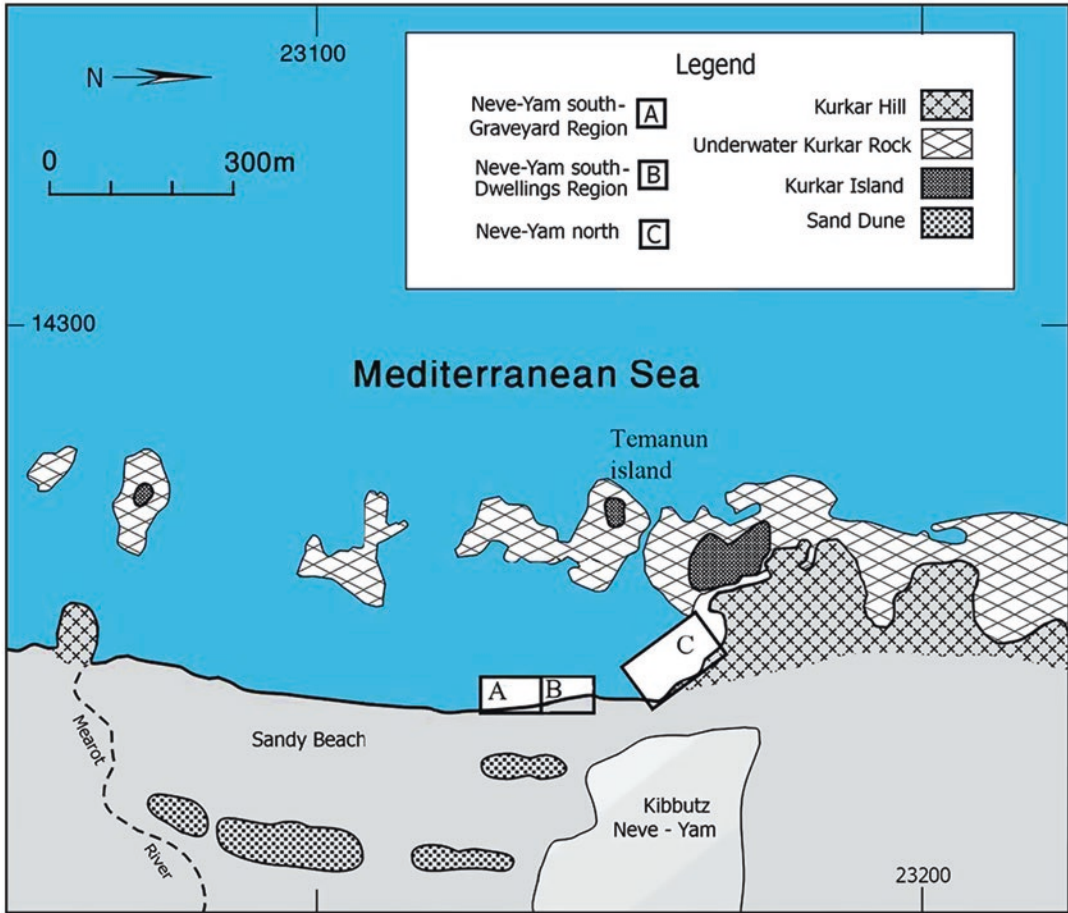 23100
N
0 300m
Legend
Neve-Yam south-
Graveyard Region
A
Neve-Yam south-
Dwellings Region
B
Neve-Yam north
C
Kurkar Hill
Underwater Kurkar Rock
Kurkar Island
Sand Dune
14300
Mediterranean Sea
Temanun
island
A
B
C
Mearot
River
Sandy Beach
Kibbutz
Neve - Yam
23200